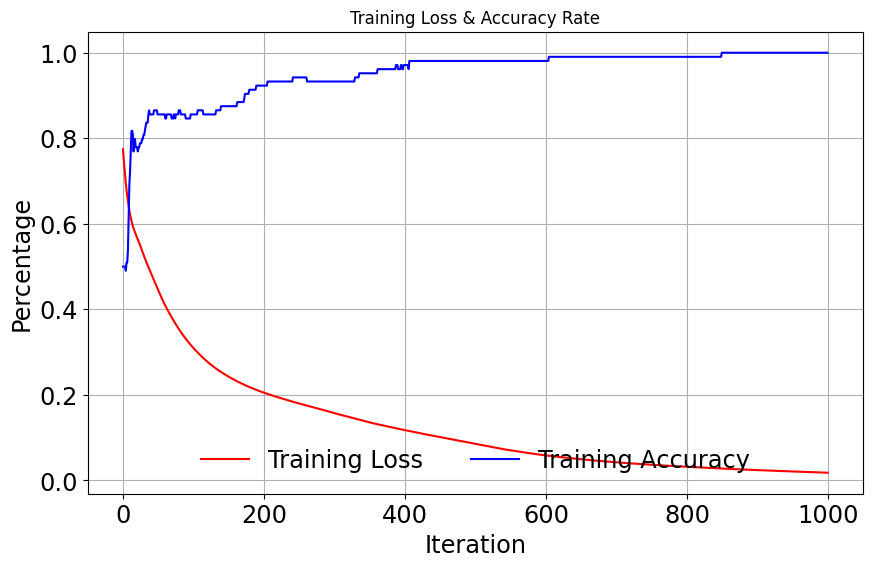 Training Loss & Accuracy Rate
1.0
0.8
0.6
0.4
0.2
0.0
Percentage
Training Loss Training Accuracy
0 200 400 600 800 1000
Iteration